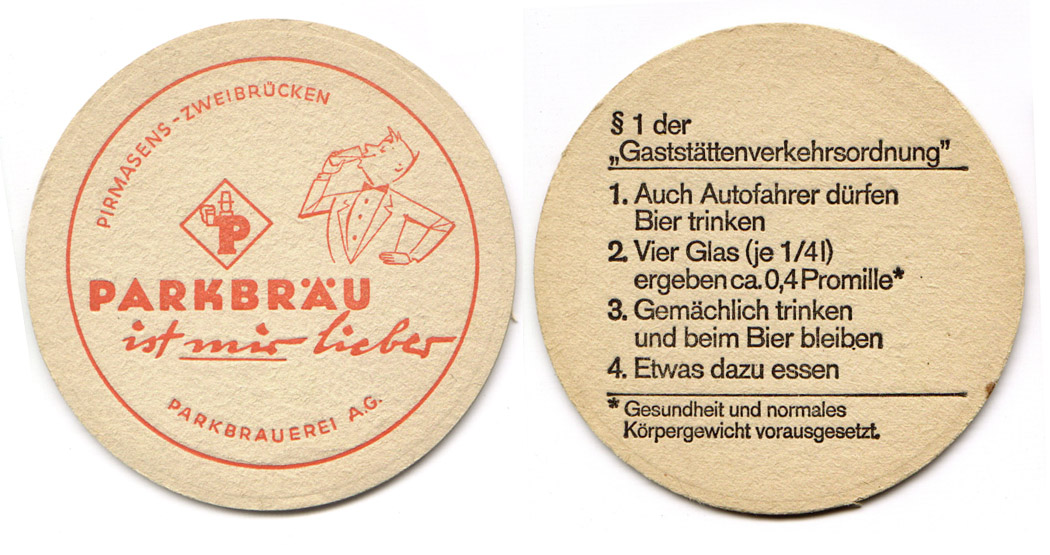 PIRMASENS-ZWEIBRÜCKEN
P
PARKBRÄU
ist mir lieber
PARKBRAUEREI A.G.
§ 1 der
„Gaststättenverkehrsordnung”
1. Auch Autofahrer dürfen
Bier trinken
2. Vier Glas (je 1/4 l)
ergeben ca. 0,4 Promille*
3. Gemächlich trinken
und beim Bier bleiben
4. Etwas dazu essen
* Gesundheit und normales
Körpergewicht vorausgesetzt.